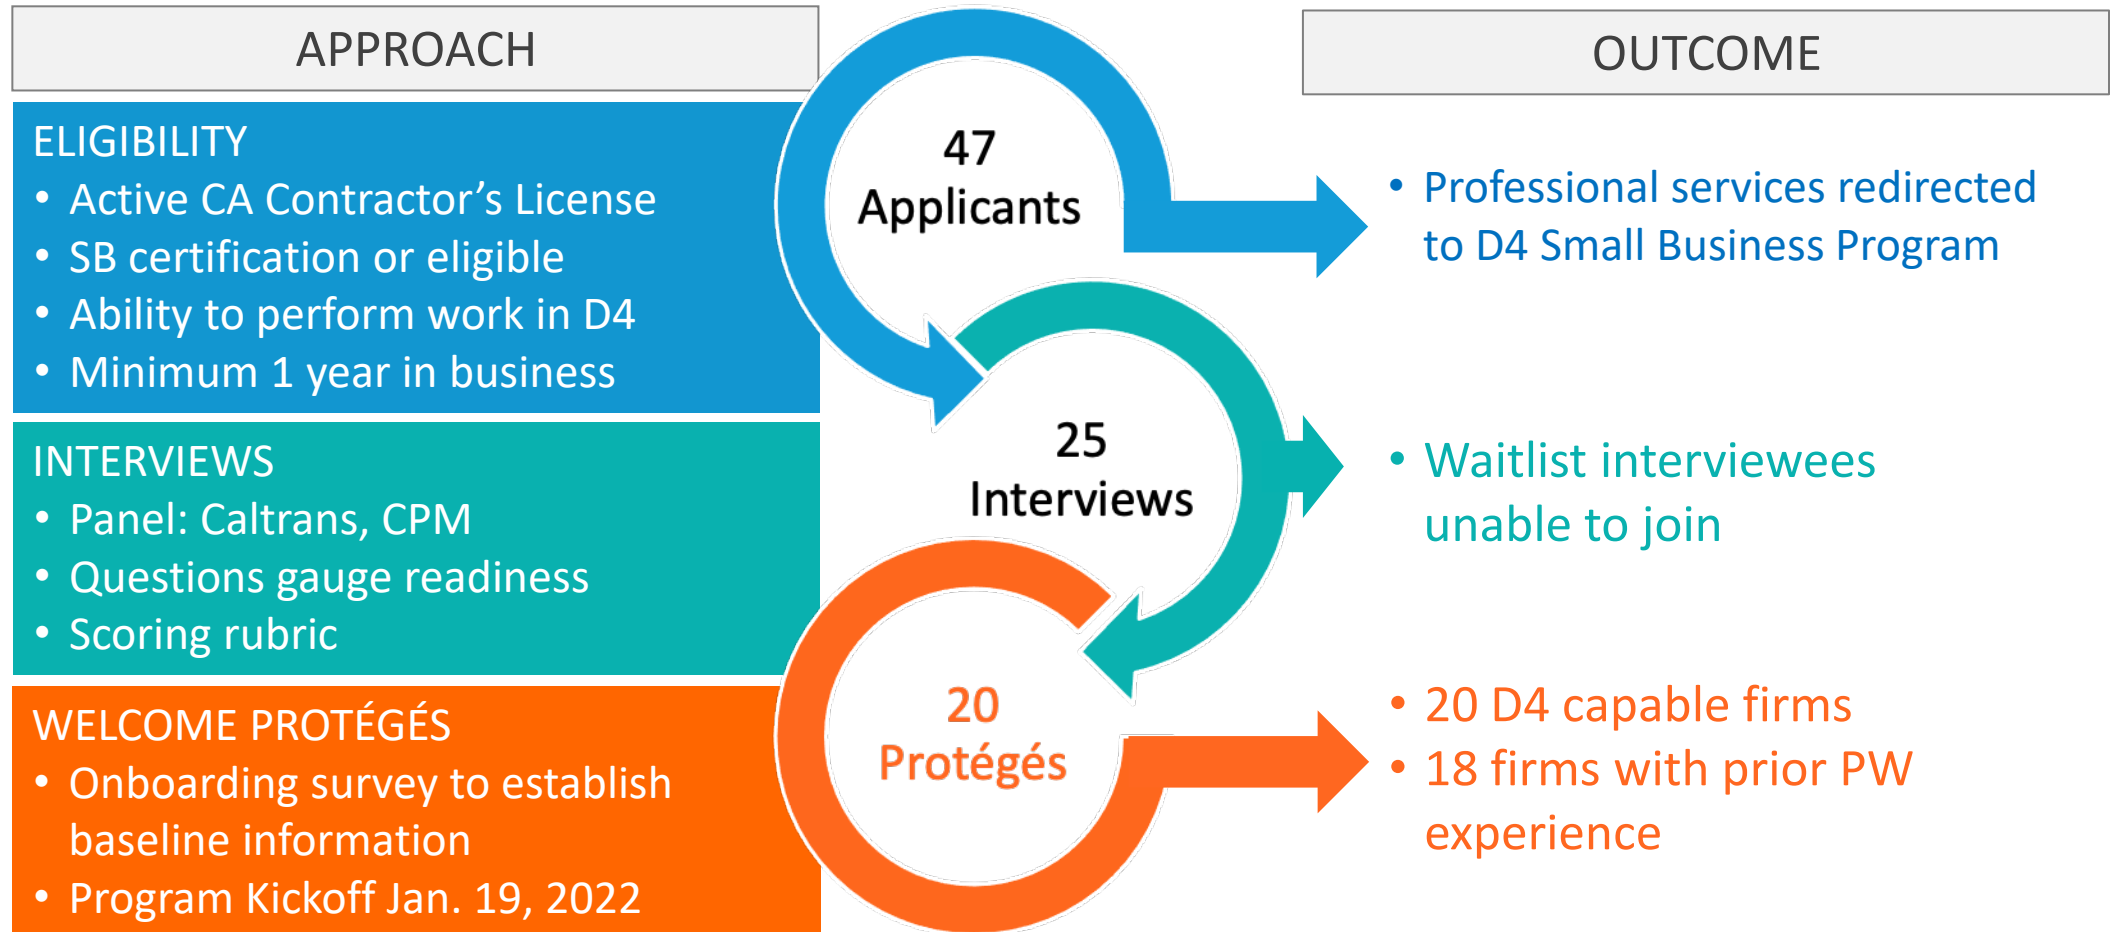 APPROACH
ELIGIBILITY
• Active CA Contractor’s License
• SB certification or eligible
• Ability to perform work in D4
• Minimum 1 year in business
INTERVIEWS
• Panel: Caltrans, CPM
• Questions gauge readiness
• Scoring rubric
WELCOME PROTÉGÉS
• Onboarding survey to establish
baseline information
• Program Kickoff Jan. 19, 2022
47
Applicants
25
Interviews
20
Protégés
OUTCOME
• Professional services redirected
to D4 Small Business Program
• Waitlist interviewees
unable to join
• 20 D4 capable firms
• 18 firms with prior PW
experience